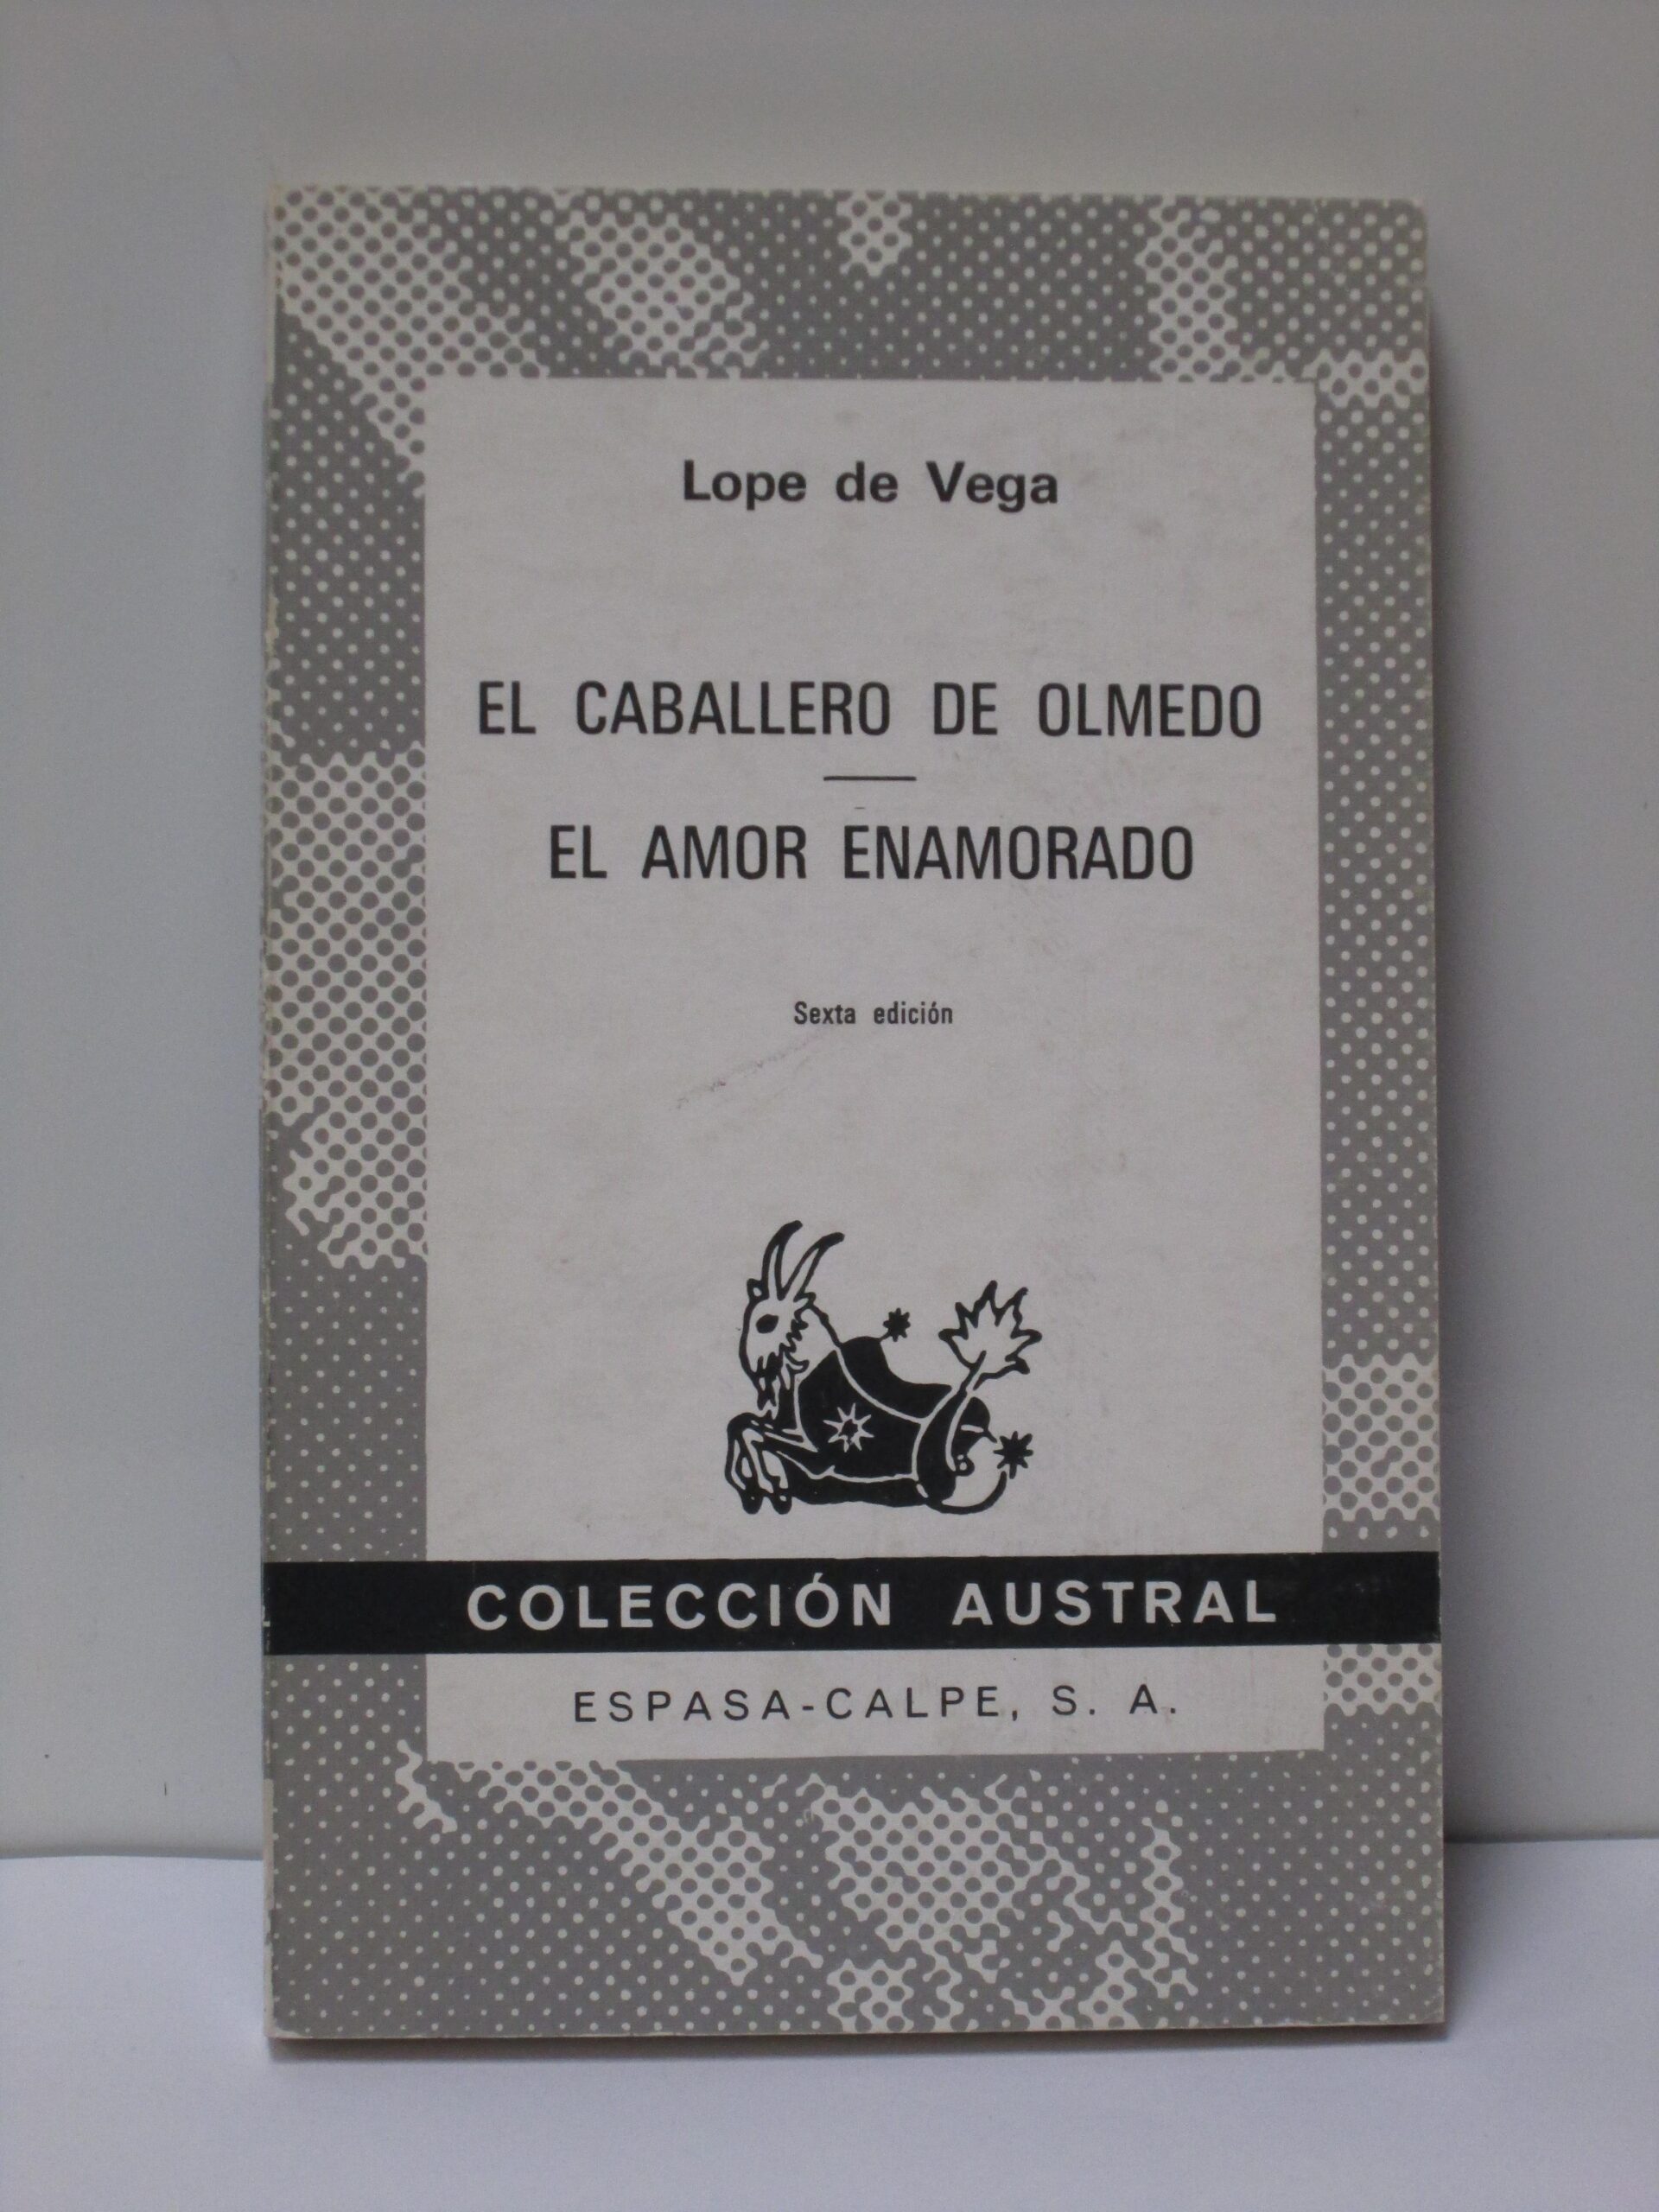 Lope de Vega
EL CABALLERO DE OLMEDO
EL AMOR ENAMORADO
Sexta edición
COLECCIÓN AUSTRAL
ESPASA-CALPE, S. A.